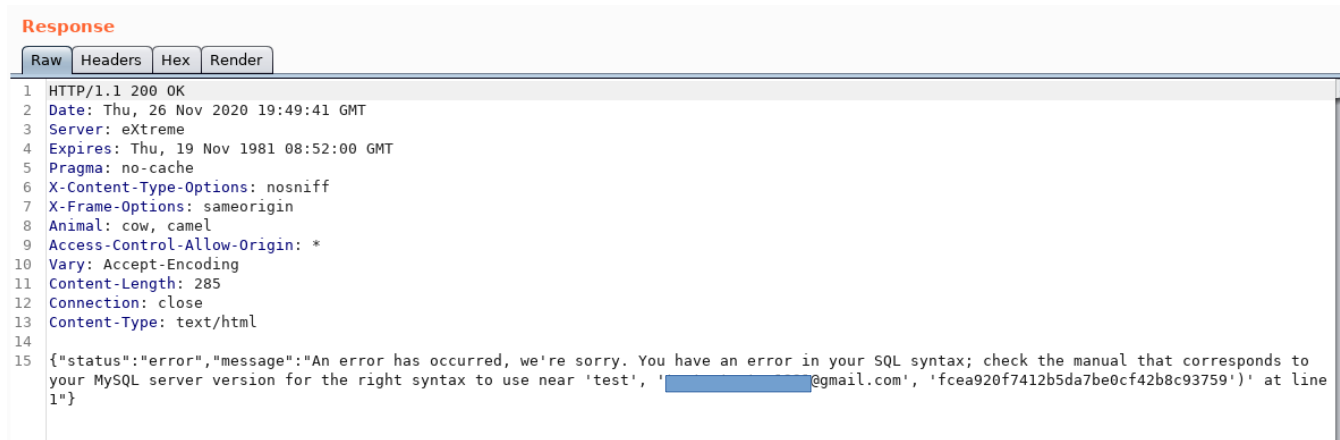 Response
Raw Headers Hex Render
1 HTTP/1.1 200 OK
2 Date: Thu, 26 Nov 2020 19:49:41 GMT
3 Server: eXtreme
4 Expires: Thu, 19 Nov 1981 08:52:00 GMT
5 Pragma: no-cache
6 X-Content-Type-Options: nosniff
7 X-Frame-Options: sameorigin
8 Animal: cow, camel
9 Access-Control-Allow-Origin: *
10 Vary: Accept-Encoding
11 Content-Length: 285
12 Connection: close
13 Content-Type: text/html
14
15 {"status":"error","message":"An error has occurred, we're sorry. You have an error in your SQL syntax; check the manual that corresponds to
your MySQL server version for the right syntax to use near 'test', '@gmail.com', 'fcea920f7412b5da7be0cf42b8c93759')' at line
1"}